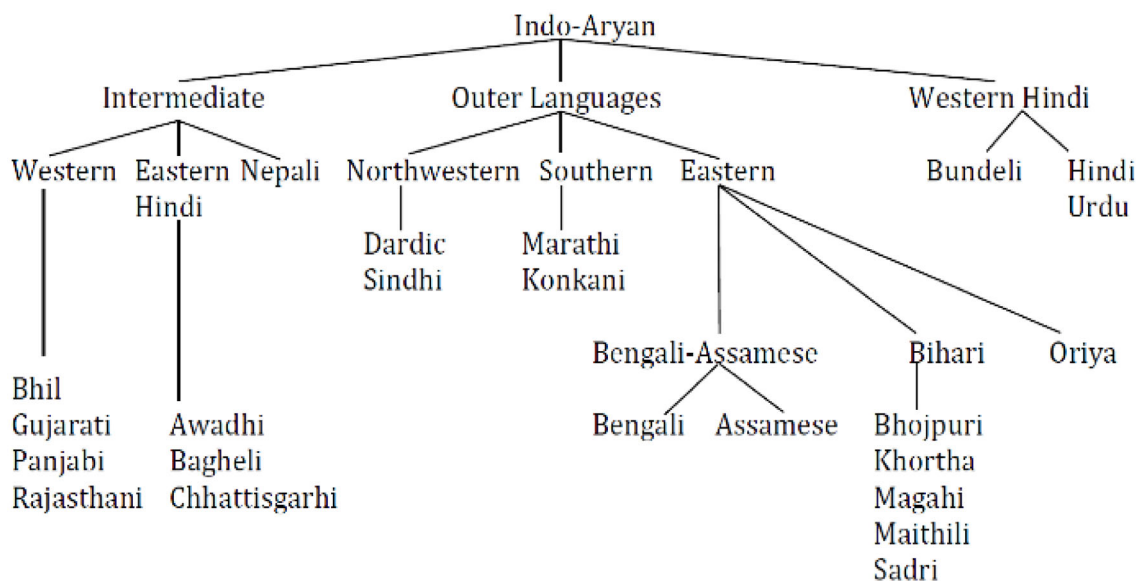 Indo-Aryan
Intermediate Outer Languages Western Hindi
Western Eastern Nepali Northwestern Southern Eastern Bundeli Hindi
Hindi Urdu
Dardic Marathi
Sindhi Konkani
Bengali-Assamese Bihari Oriya
Bhil
Gujarati Awadhi Bengali Assamese Bhojpuri
Panjabi Bagheli Khortha
Rajasthani Chhattisgarhi Magahi
Maithili
Sadri